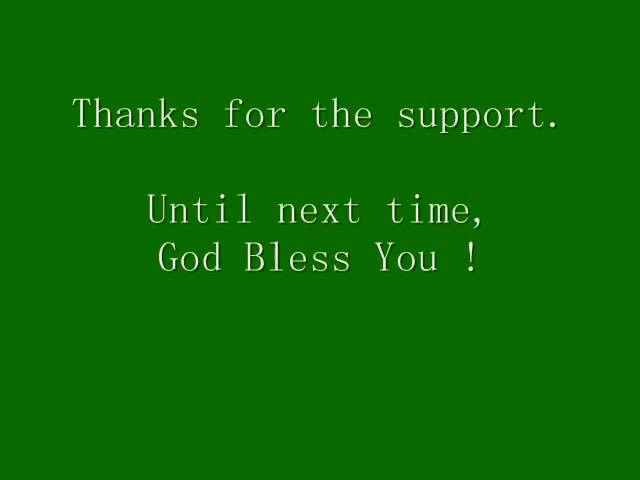 Thanks for the support.
Until next time,
God Bless You !